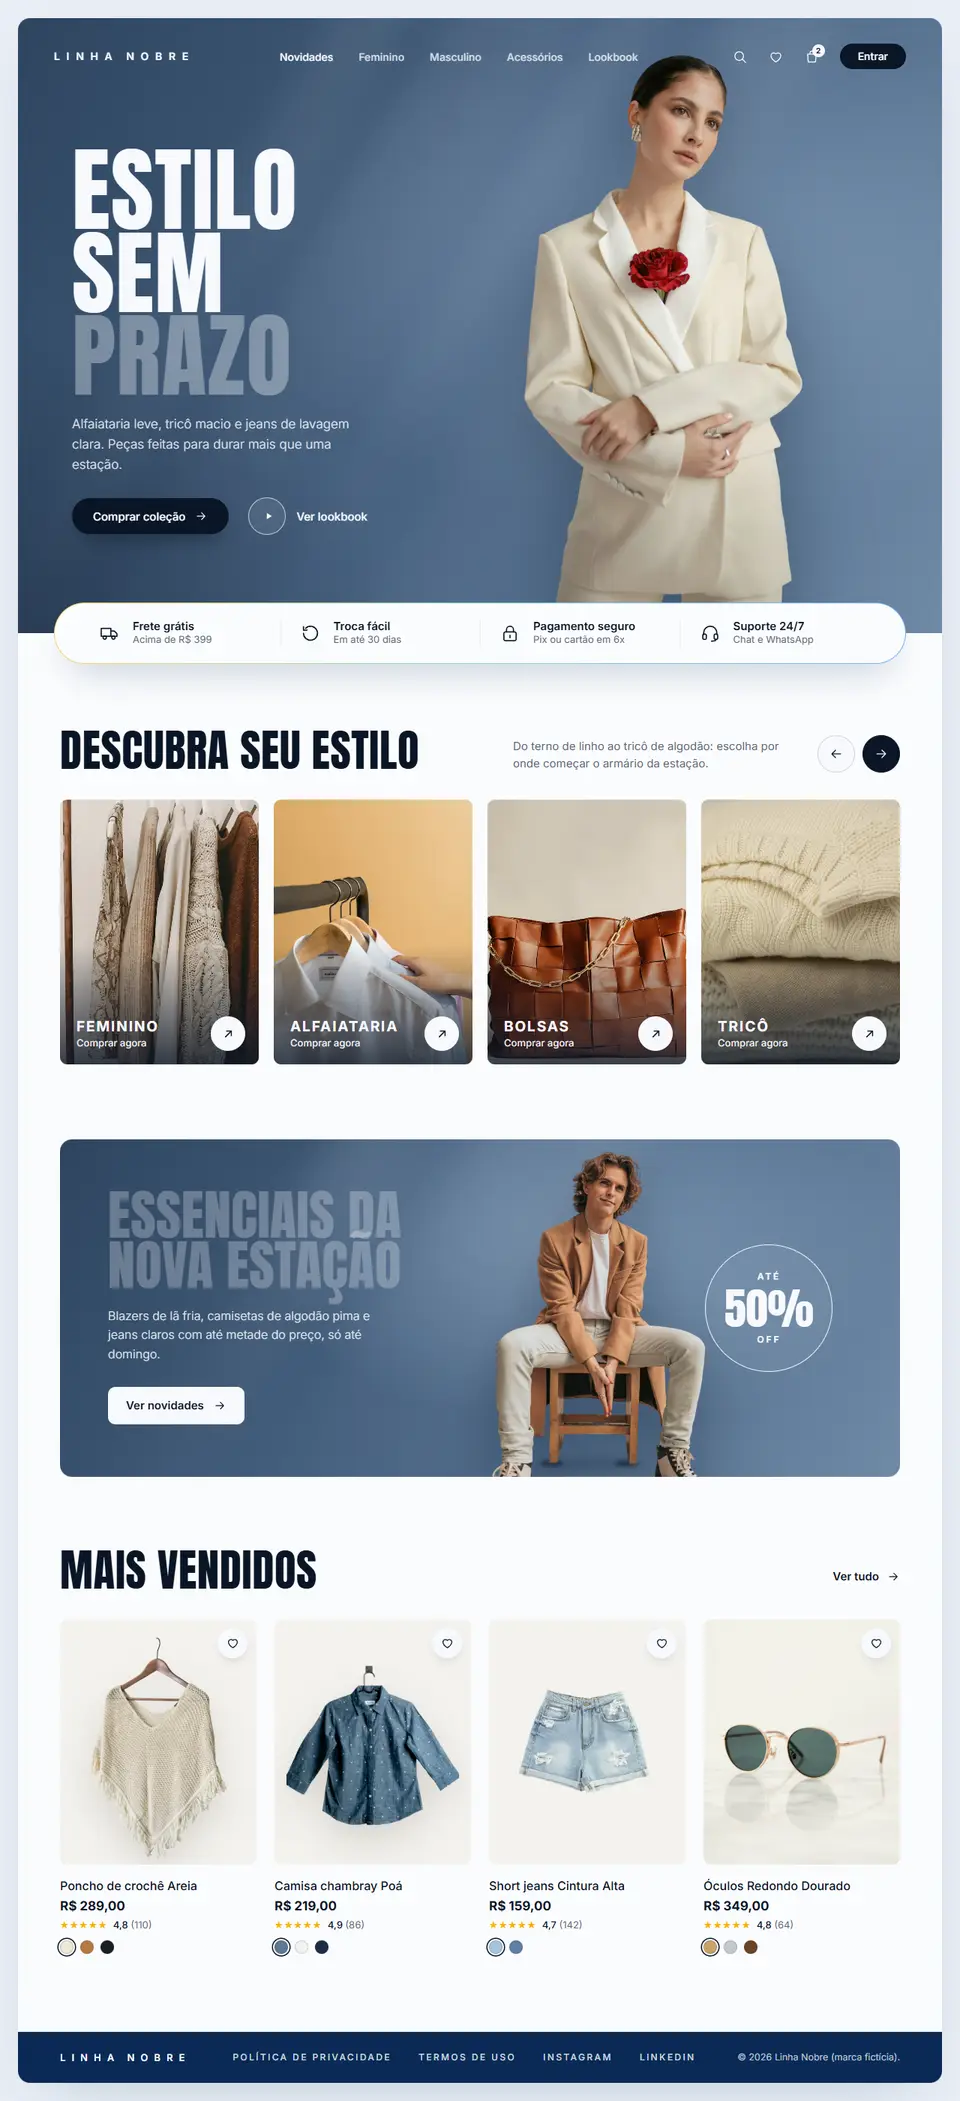 LINHA NOBRE
Novidades
Feminino
Masculino
Acessórios
Lookbook
2
Entrar
ESTILO
SEM
PRAZO
Alfaiataria leve, tricô macio e jeans de lavagem
clara. Peças feitas para durar mais que uma
estação.
Comprar coleção
Ver lookbook
Frete grátis
Acima de R$ 399
Troca fácil
Em até 30 dias
Pagamento seguro
Pix ou cartão em 6x
Suporte 24/7
Chat e WhatsApp
DESCUBRA SEU ESTILO
Do terno de linho ao tricô de algodão: escolha por
onde começar o armário da estação.
FEMININO
Comprar agora
ALFAIATARIA
Comprar agora
BOLSAS
Comprar agora
TRICÔ
Comprar agora
ESSENCIAIS DA
NOVA ESTAÇÃO
Blazers de lã fria, camisetas de algodão pima e
jeans claros com até metade do preço, só até
domingo.
Ver novidades
ATÉ
50%
OFF
MAIS VENDIDOS
Ver tudo
Poncho de crochê Areia
R$ 289,00
★★★★★ 4,8 (110)
Camisa chambray Poá
R$ 219,00
★★★★★ 4,9 (86)
Short jeans Cintura Alta
R$ 159,00
★★★★★ 4,7 (142)
Óculos Redondo Dourado
R$ 349,00
★★★★★ 4,8 (64)
LINHA NOBRE
POLÍTICA DE PRIVACIDADE
TERMOS DE USO
INSTAGRAM
LINKEDIN
© 2026 Linha Nobre (marca fictícia).